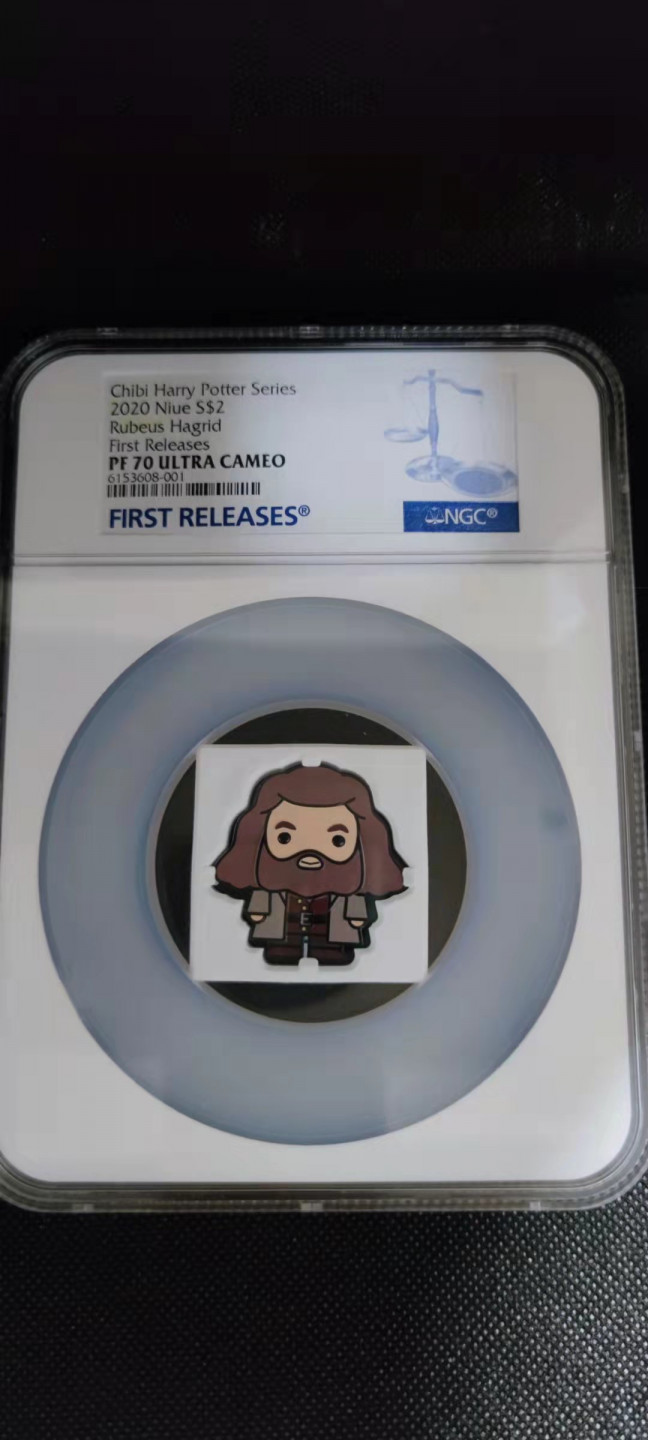 Chibi Harry Potter Series
2020 Niue S$2
Rubeus Hagrid
First Releases
PF 70 ULTRA CAMEO
6153608-001
FIRST RELEASES®
NGC®